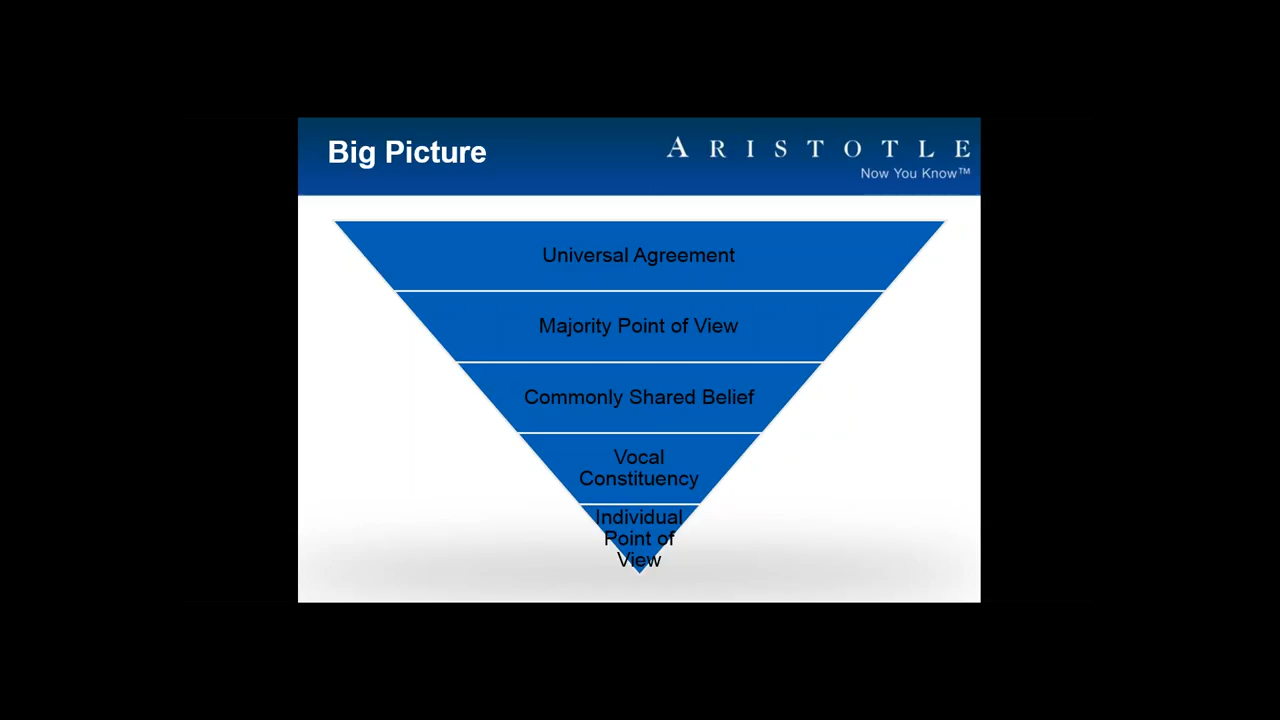 Big Picture
ARISTOTLE
Now You Know™
Universal Agreement
Majority Point of View
Commonly Shared Belief
Vocal
Constituency
Individual
Point of
View